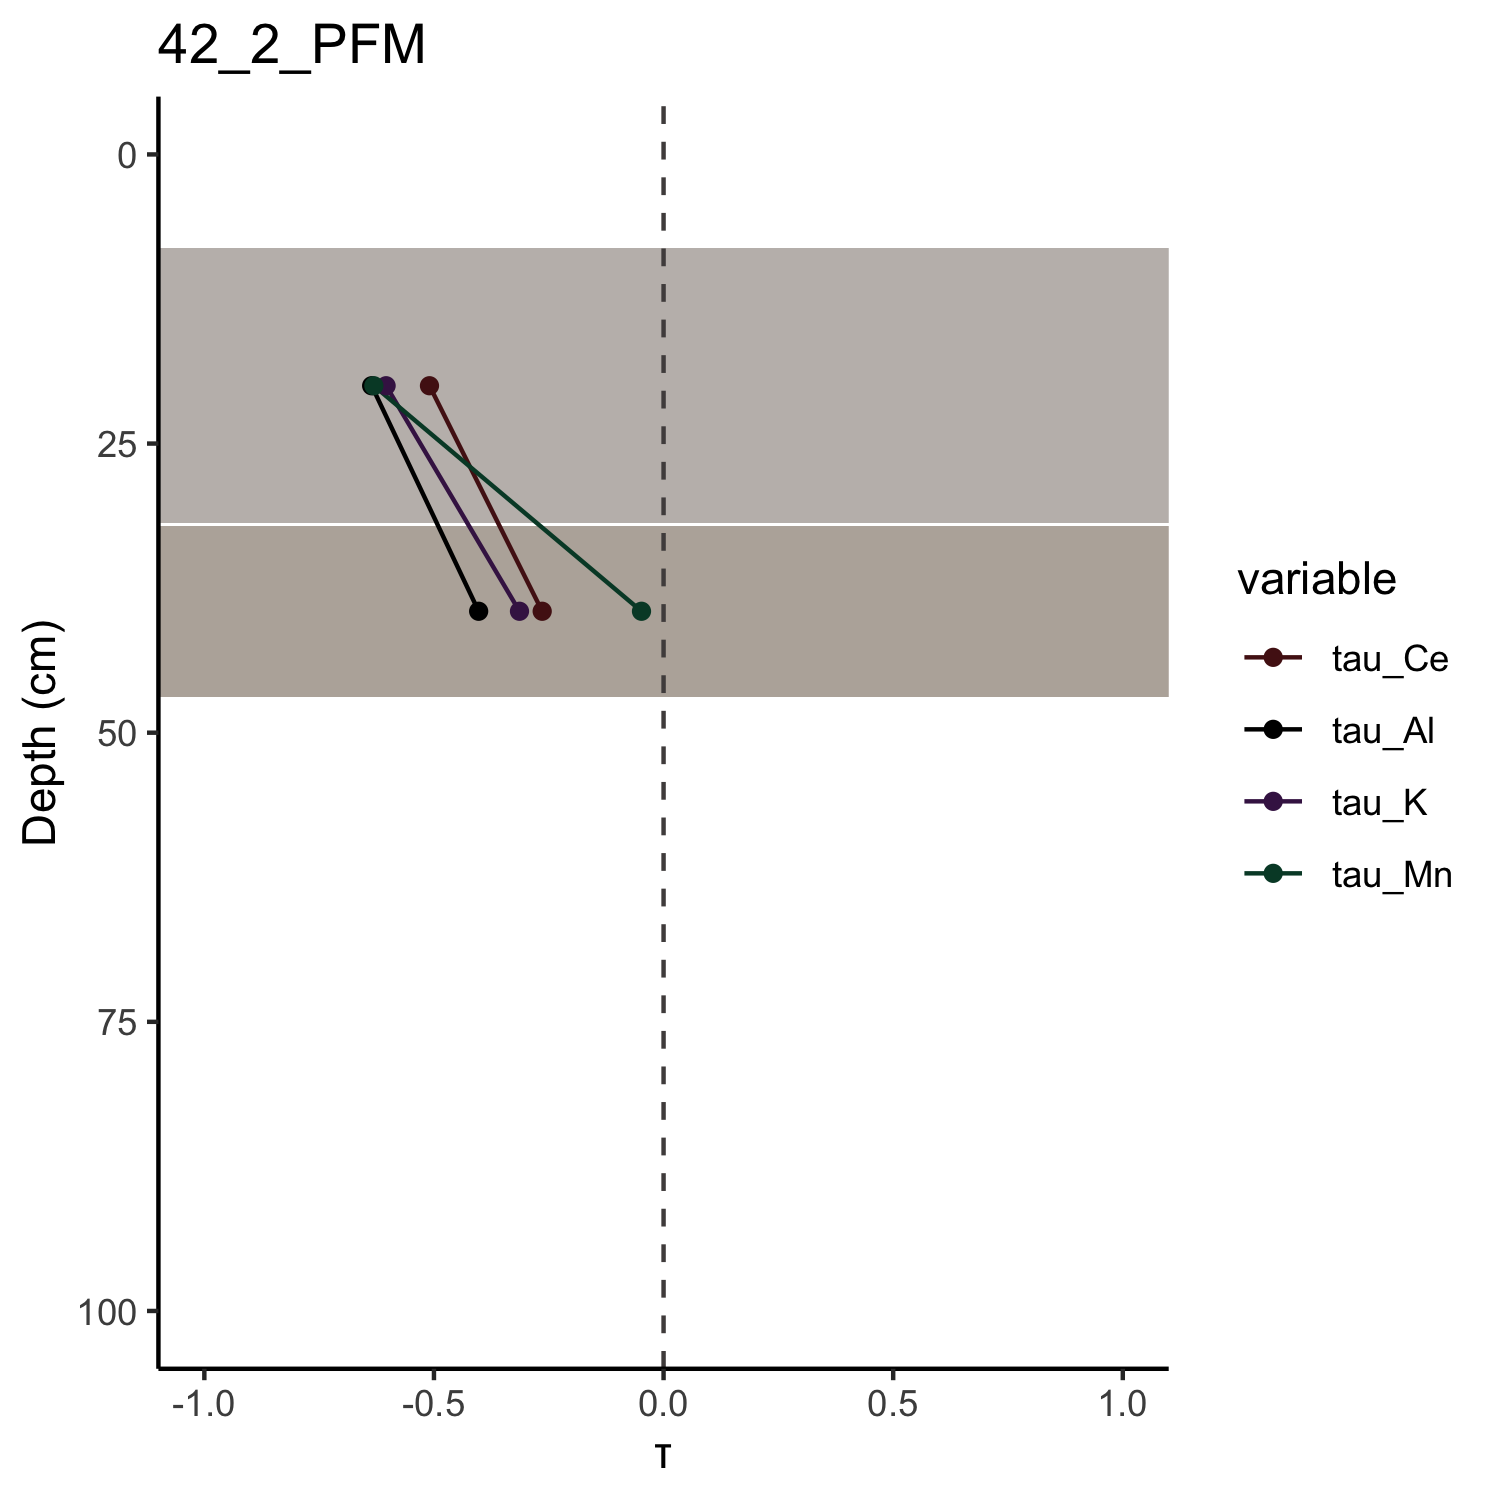 42_2_PFM
0
25
50
75
100
Depth (cm)
-1.0
-0.5
0.0
0.5
1.0
τ
variable
tau_Ce
tau_Al
tau_K
tau_Mn